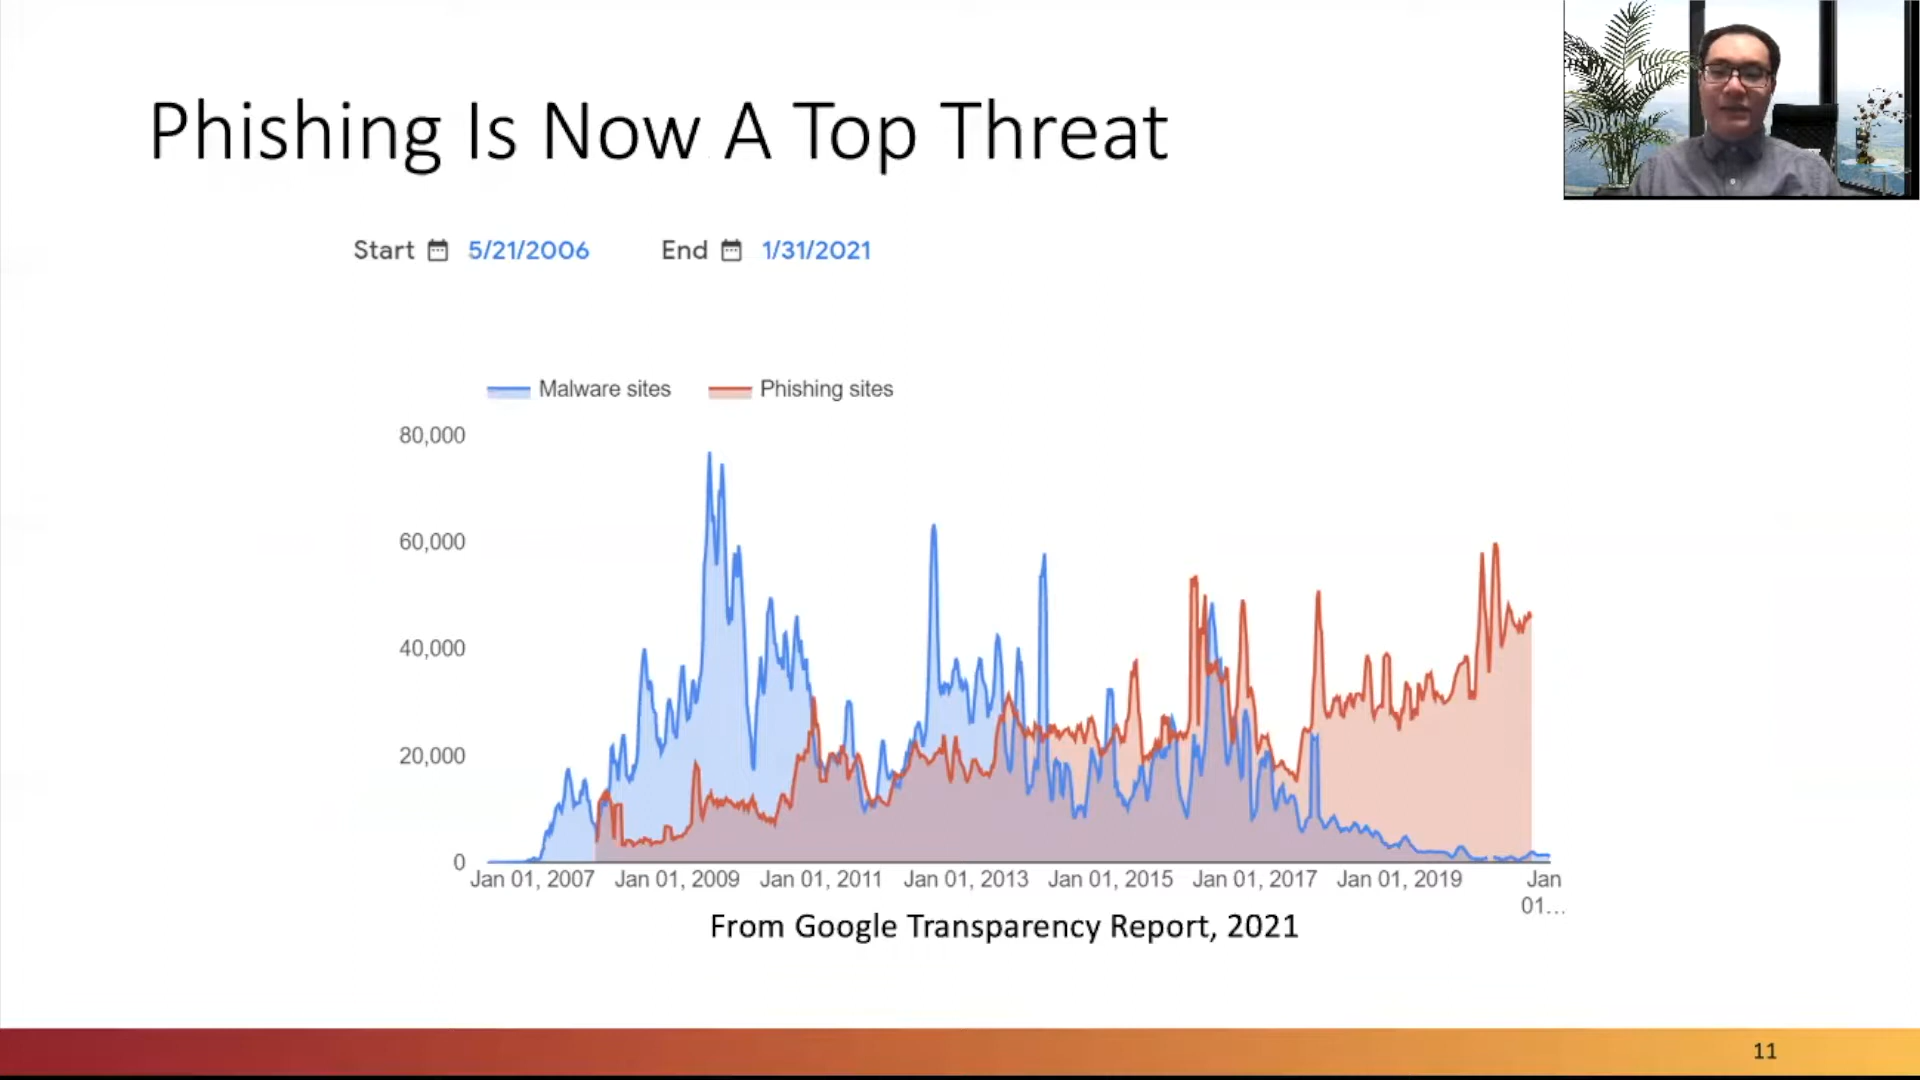 Phishing Is Now A Top Threat
Start 5/21/2006 End 1/31/2021
Malware sites Phishing sites
80,000
60,000
40,000
20,000
0
Jan 01, 2007 Jan 01, 2009 Jan 01, 2011 Jan 01, 2013 Jan 01, 2015 Jan 01, 2017 Jan 01, 2019 Jan
01...
From Google Transparency Report, 2021
11